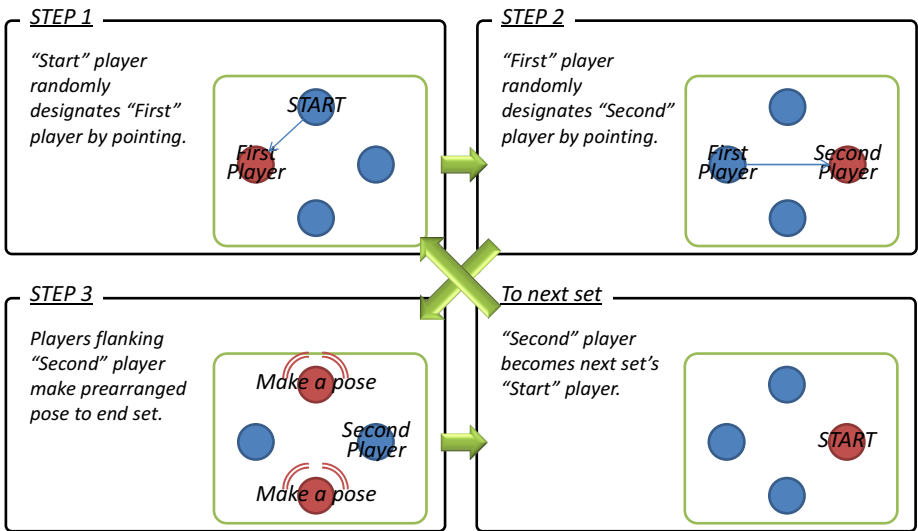 STEP 1
“Start” player
randomly
designates “First”
player by pointing.
START
First
Player
STEP 2
“First” player
randomly
designates “Second”
player by pointing.
First
Player
Second
Player
STEP 3
Players flanking
“Second” player
make prearranged
pose to end set.
Make a pose
Second
Player
Make a pose
To next set
“Second” player
becomes next set’s
“Start” player.
START